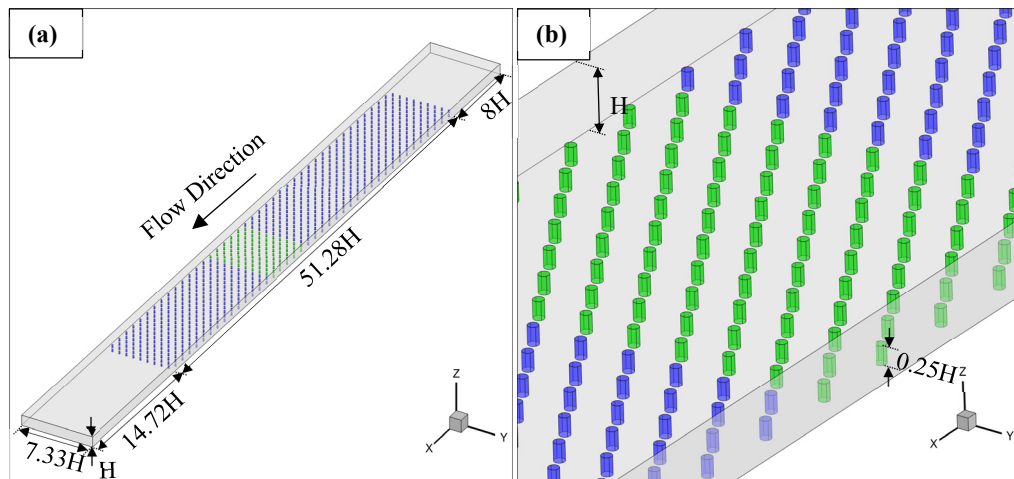 (a)
8H
Flow Direction
51.28H
14.72H
7.33H
H
Z
Y
X
(b)
H
0.25H
Z
Y
X